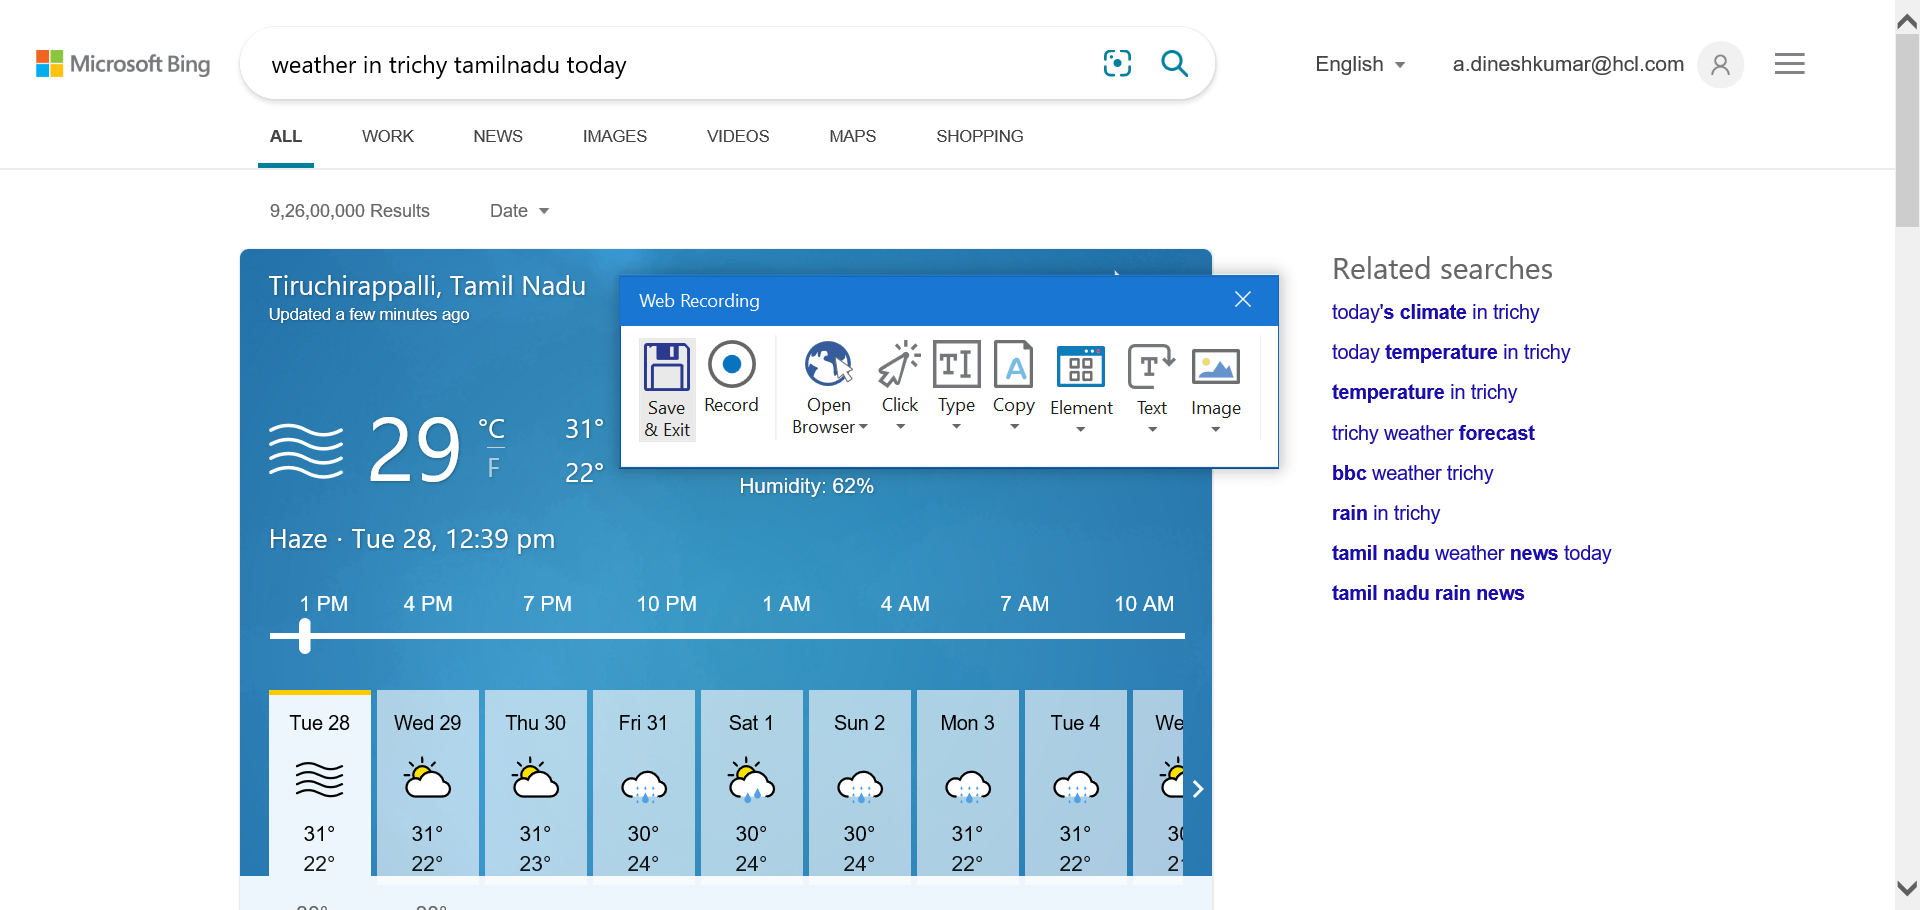 Microsoft Bing
weather in trichy tamilnadu today
English
a.dineshkumar@hcl.com
ALL WORK NEWS IMAGES VIDEOS MAPS SHOPPING
9,26,00,000 Results Date
Tiruchirappalli, Tamil Nadu
Updated a few minutes ago
29 °C
F
31°
22°
Humidity: 62%
Haze · Tue 28, 12:39 pm
1 PM 4 PM 7 PM 10 PM 1 AM 4 AM 7 AM 10 AM
Tue 28 Wed 29 Thu 30 Fri 31 Sat 1 Sun 2 Mon 3 Tue 4 We
31° 31° 31° 30° 30° 30° 31° 31°
22° 22° 23° 24° 24° 24° 22° 22°
Web Recording
Save & Exit
Record
Open Browser
Click
Type
Copy
Element
Text
Image
Related searches
today's climate in trichy
today temperature in trichy
temperature in trichy
trichy weather forecast
bbc weather trichy
rain in trichy
tamil nadu weather news today
tamil nadu rain news